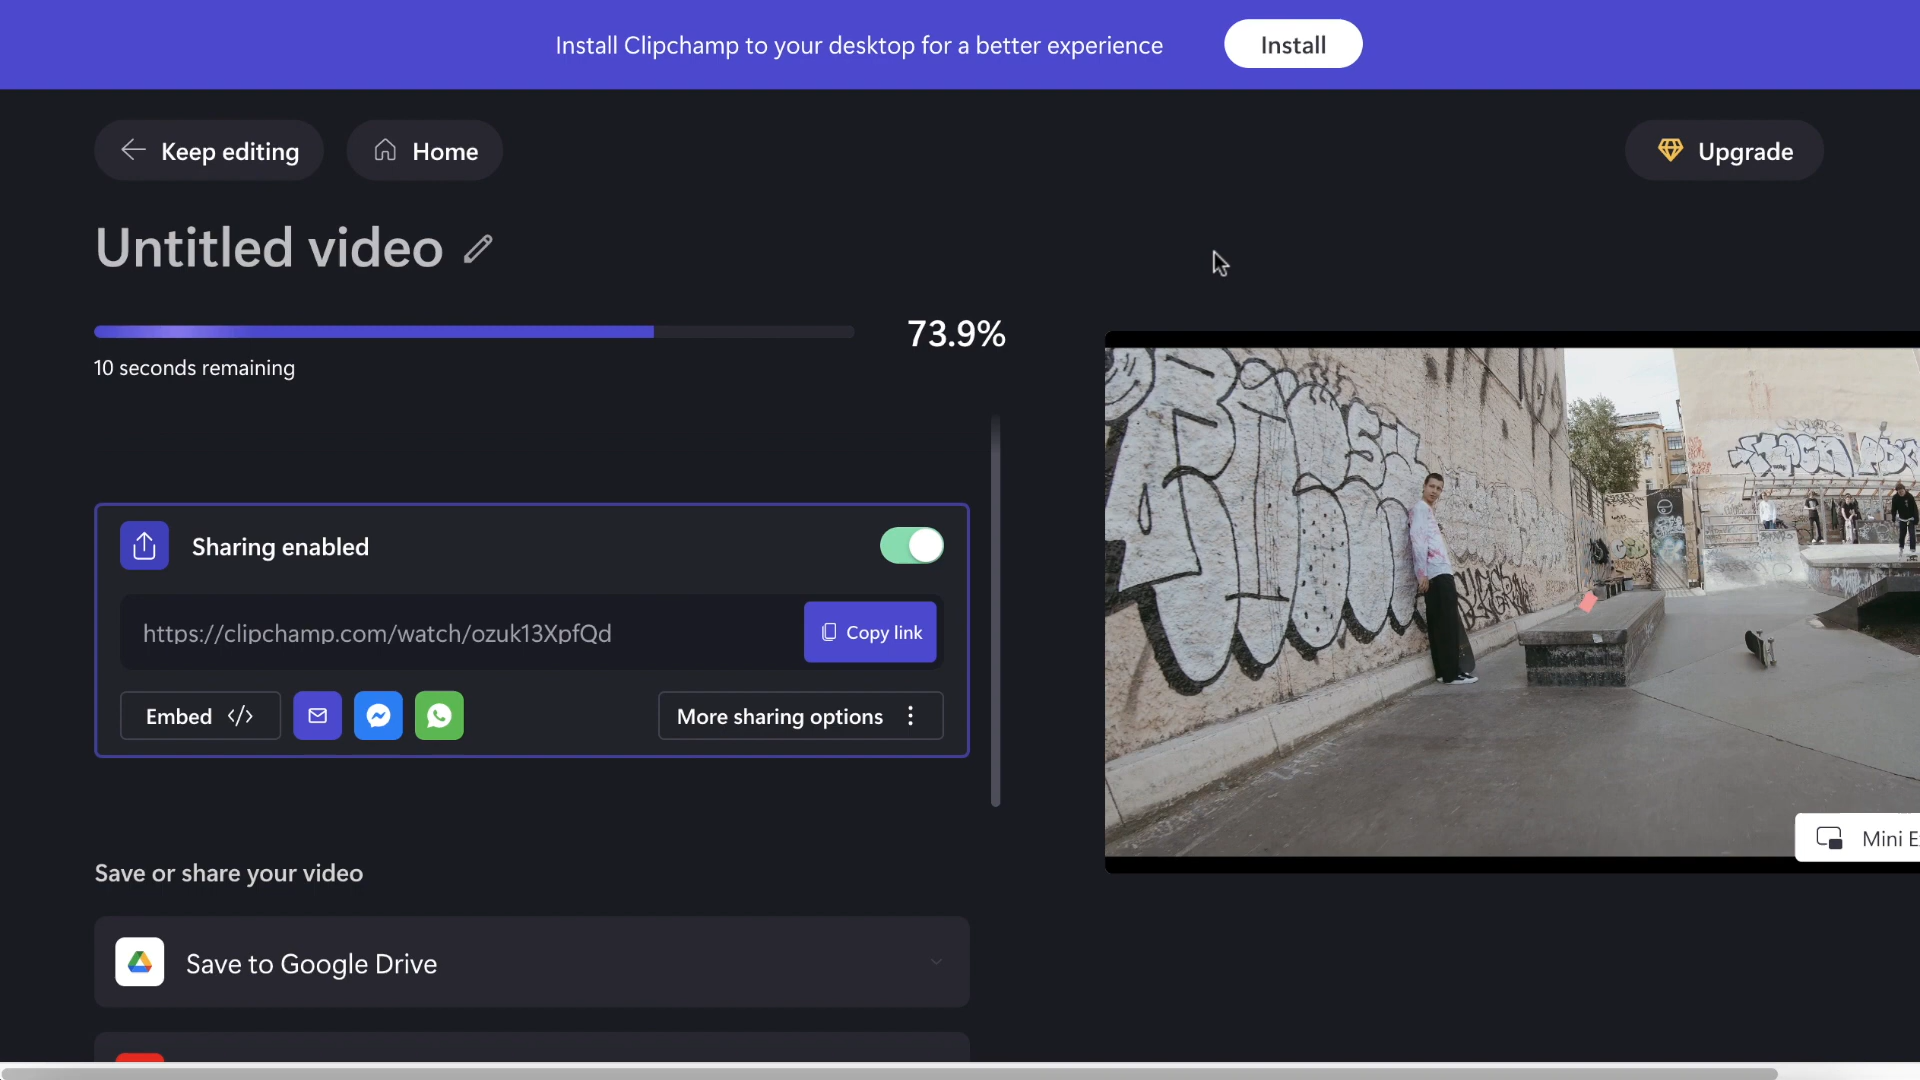 Install Clipchamp to your desktop for a better experience
Install
Keep editing
Home
Upgrade
Untitled video
73.9%
10 seconds remaining
Sharing enabled
https://clipchamp.com/watch/ozuk13XpfQd
Copy link
Embed </>
More sharing options
Mini
Save or share your video
Save to Google Drive